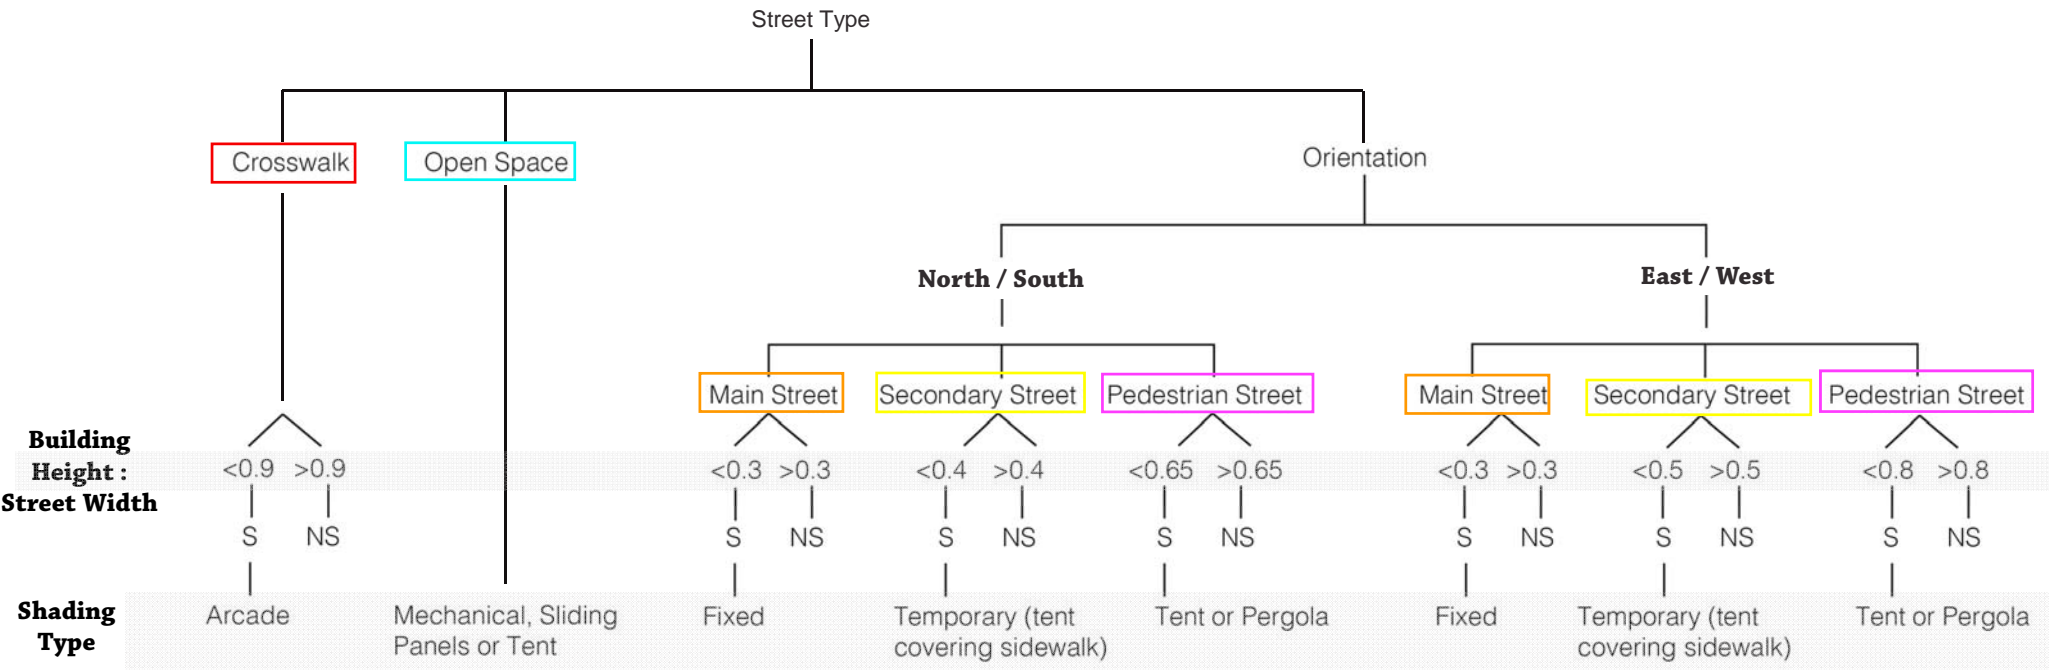 Street Type
Crosswalk
Open Space
Orientation
North / South
East / West
Main Street
Secondary Street
Pedestrian Street
Main Street
Secondary Street
Pedestrian Street
Building
Height :
Street Width
<0.9 >0.9
<0.3 >0.3
<0.4 >0.4
<0.65 >0.65
<0.3 >0.3
<0.5 >0.5
<0.8 >0.8
S NS
S NS
S NS
S NS
S NS
S NS
S NS
Shading
Type
Arcade
Mechanical, Sliding
Panels or Tent
Fixed
Temporary (tent
covering sidewalk)
Tent or Pergola
Fixed
Temporary (tent
covering sidewalk)
Tent or Pergola